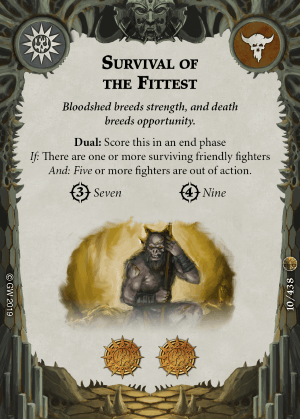 SURVIVAL OF
THE FITTEST
Bloodshed breeds strength, and death
breeds opportunity.
Dual: Score this in an end phase
If: There are one or more surviving friendly fighters
And: Five or more fighters are out of action.
3 Seven 4 Nine
© GW 2019
10/438